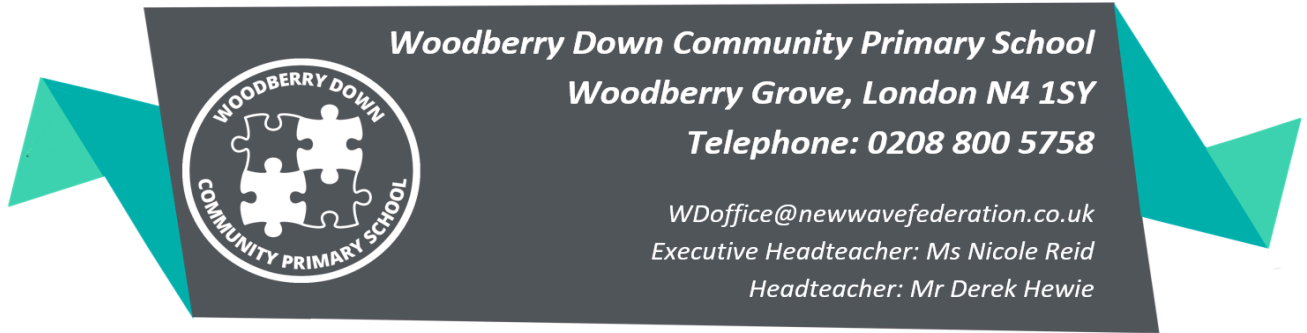 Woodberry Down Community Primary School
Woodberry Grove, London N4 1SY
Telephone: 0208 800 5758
WDoffice@newwavefederation.co.uk
Executive Headteacher: Ms Nicole Reid
Headteacher: Mr Derek Hewie
WOODBERRY DOWN
COMMUNITY PRIMARY SCHOOL